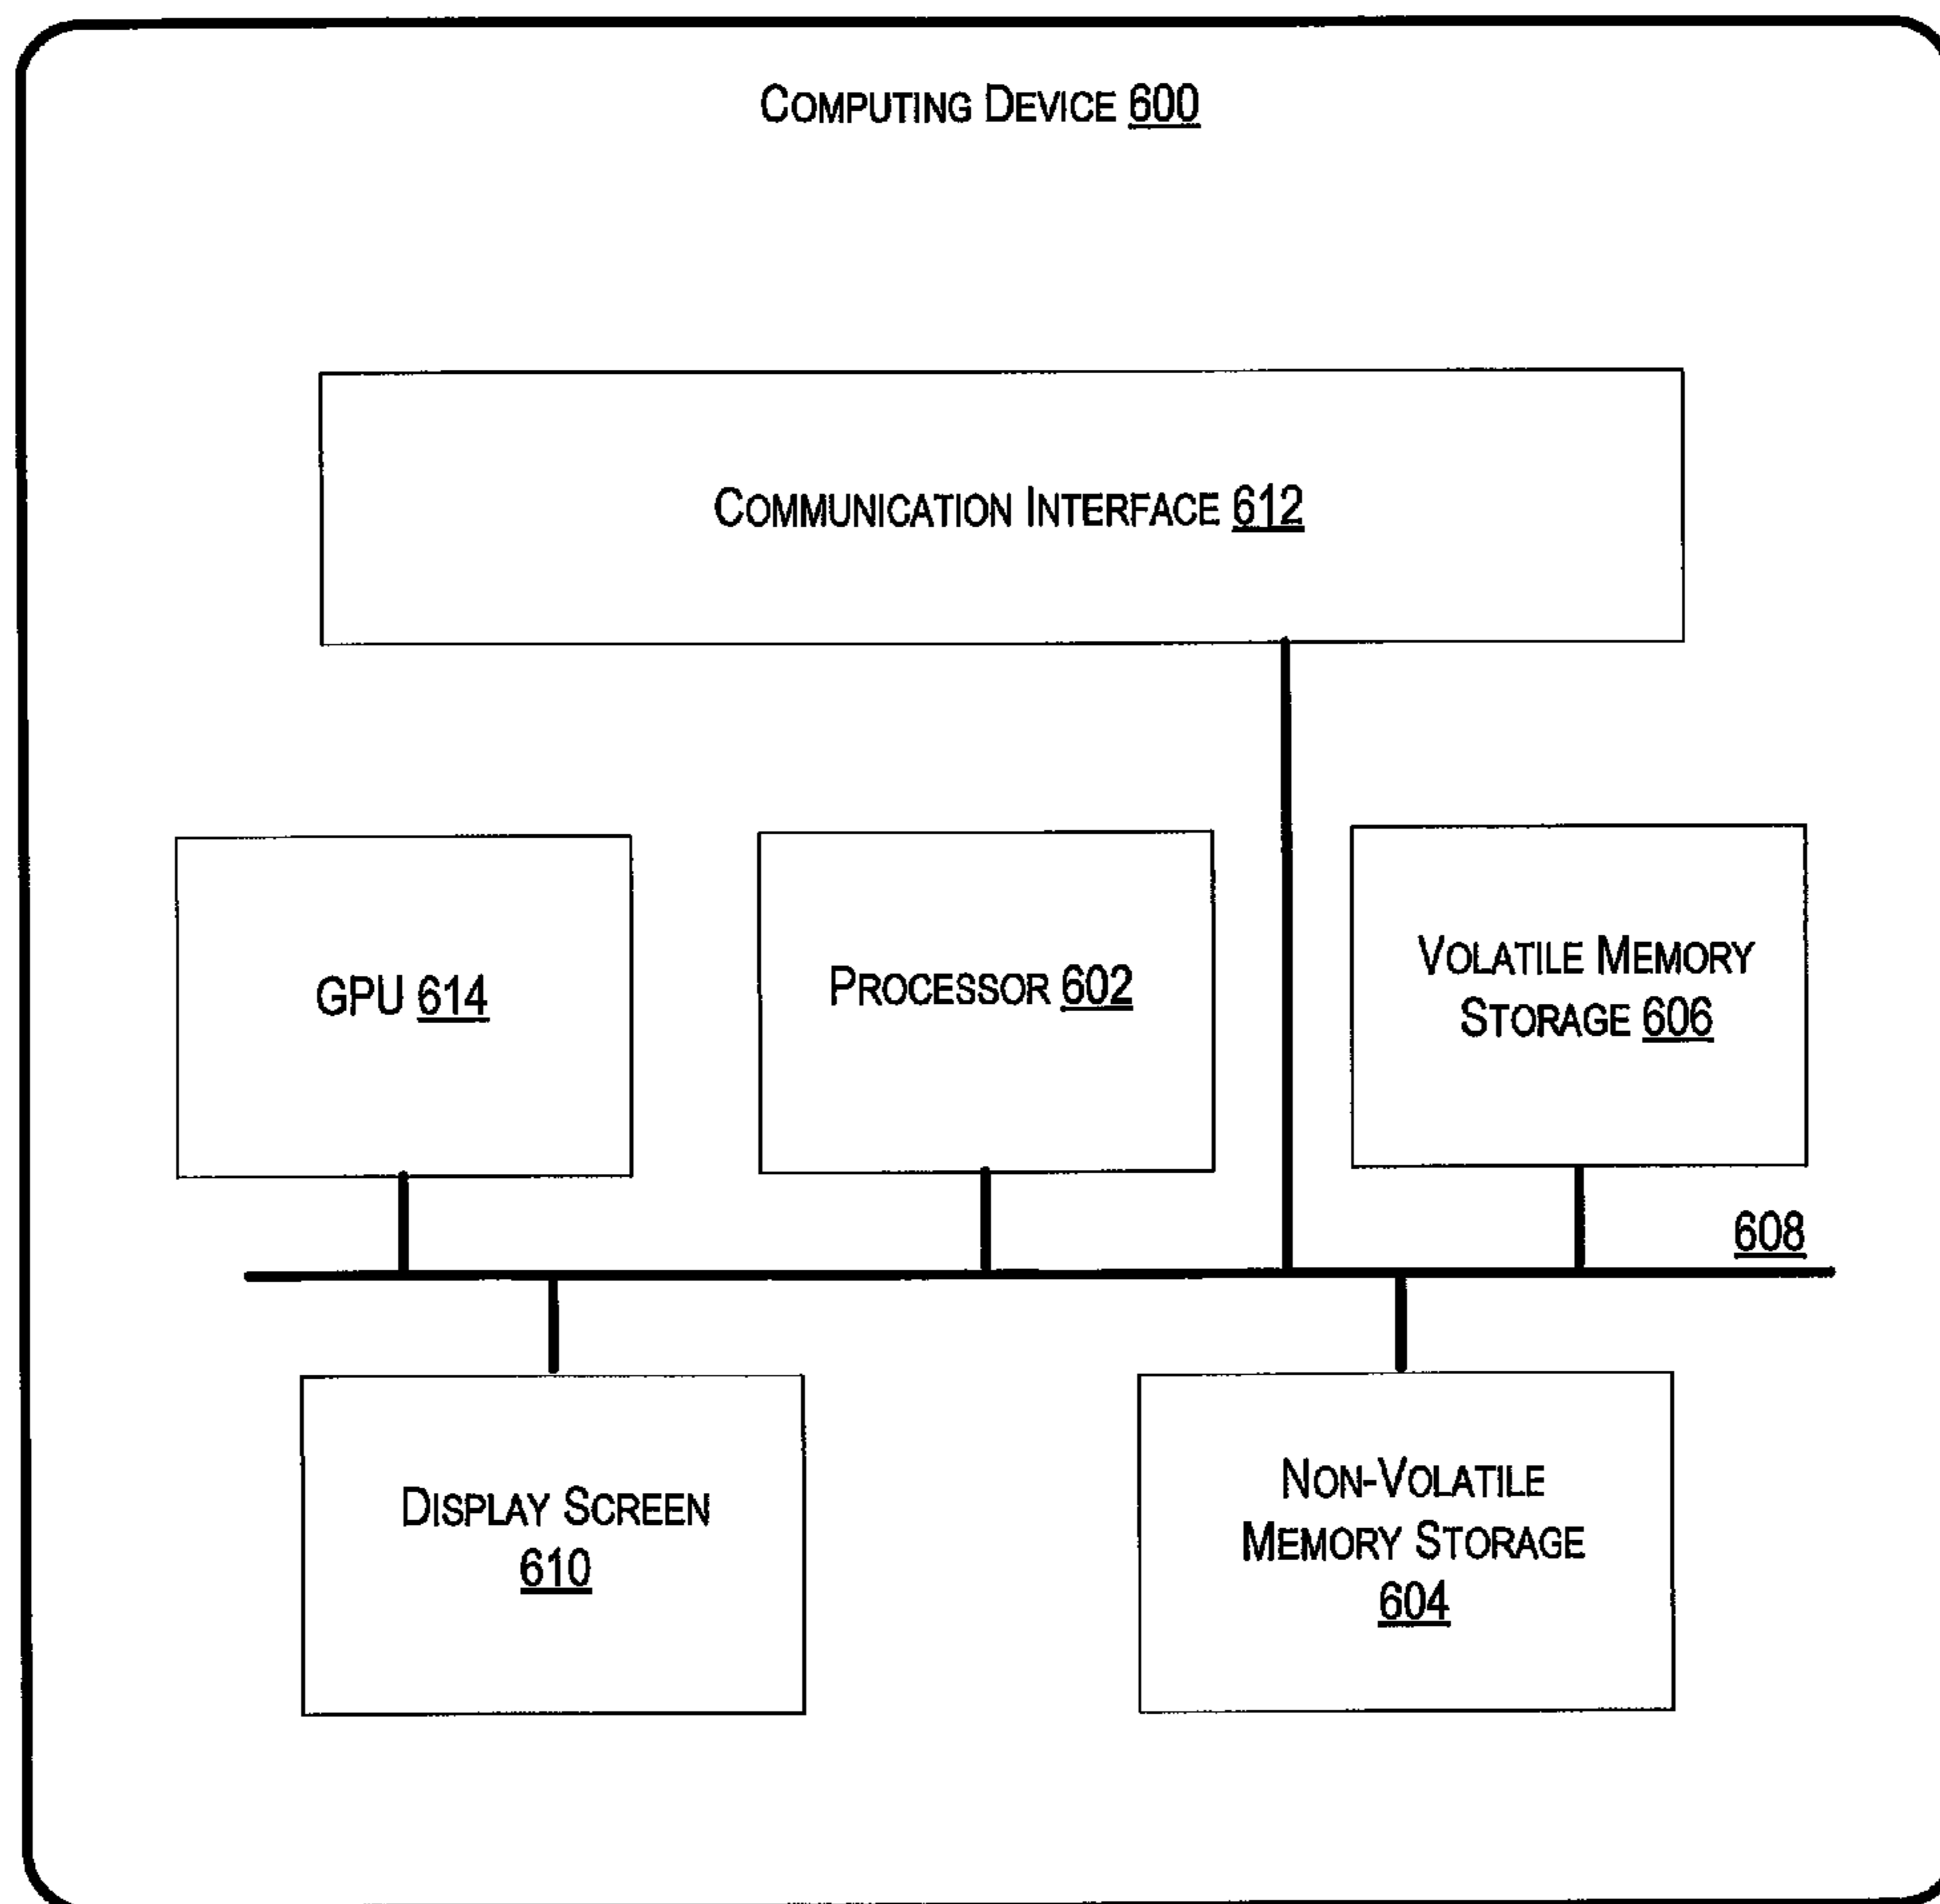 COMPUTING DEVICE 600
COMMUNICATION INTERFACE 612
GPU 614
PROCESSOR 602
VOLATILE MEMORY
STORAGE 606
608
DISPLAY SCREEN
610
NON-VOLATILE
MEMORY STORAGE
604